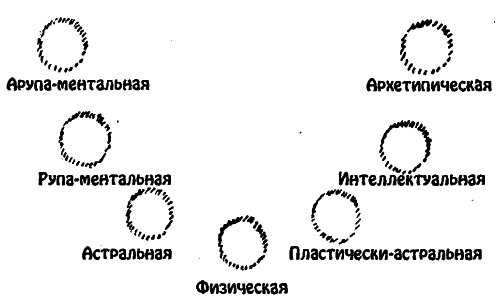 Арупа-ментальная
Архетипическая
Рупа-ментальная
Интеллектуальная
Астральная
Пластически-астральная
Физическая